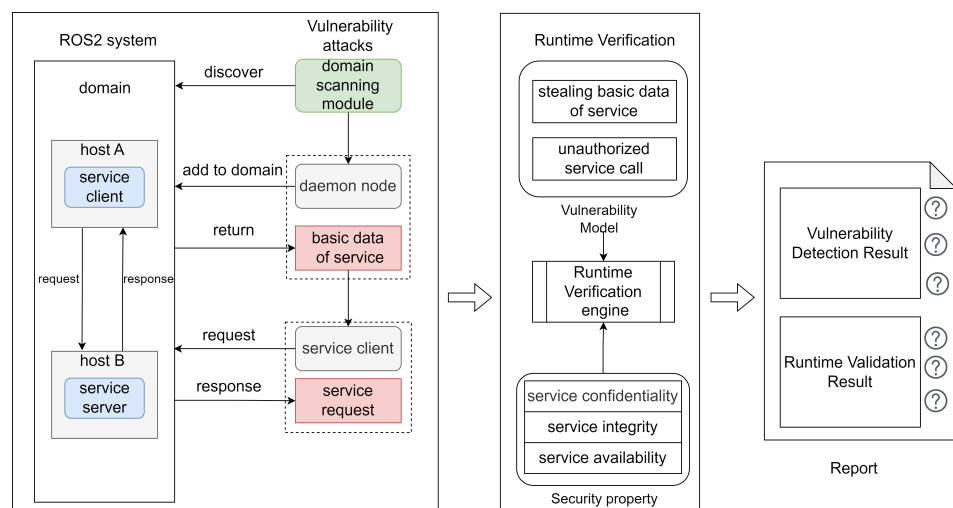 ROS2 system
Vulnerability
attacks
domain
discover
domain
scanning
module
host A
service
client
add to domain
daemon node
return
basic data
of service
request
response
host B
service
server
request
service client
response
service
request
Runtime Verification
stealing basic data
of service
unauthorized
service call
Vulnerability
Model
Runtime
Verification
engine
service confidentiality
service integrity
service availability
Security property
Vulnerability
Detection Result
?
?
?
Runtime Validation
Result
?
?
?
Report